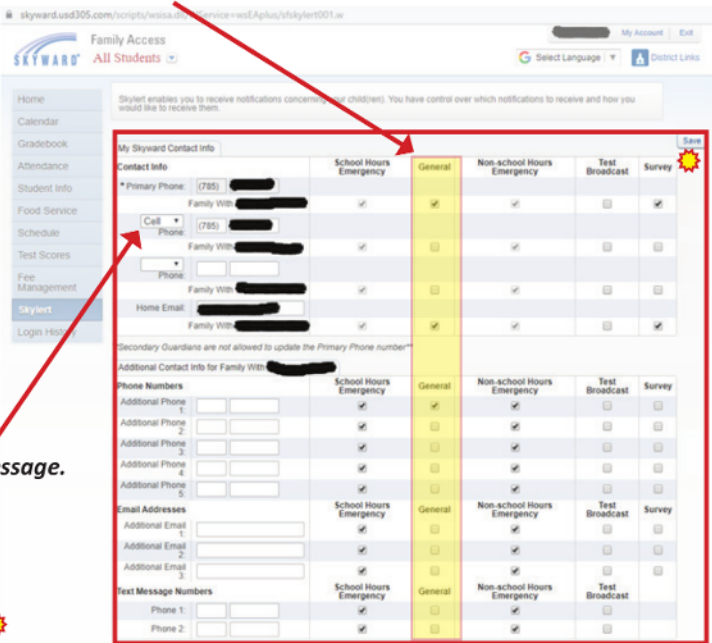 skyward.usd305.com/scripts/wsisa.dll/WService=wsEAplus/sfskylert001.w
SKYWARD®
Family Access
All Students
My Account
Exit
Select Language
District Links
Home
Calendar
Gradebook
Attendance
Student Info
Food Service
Schedule
Test Scores
Fee
Management
Skylert
Login History
Skylert enables you to receive notifications concerning your child(ren). You have control over which notifications to receive and how you
would like to receive them.
Save
My Skyward Contact Info
Contact Info School Hours Emergency General Non-school Hours Emergency Test Broadcast Survey
* Primary Phone: (785)
Family With
Cell
Phone: (785)
Family With
Phone:
Family With
Home Email:
Family With
*Secondary Guardians are not allowed to update the Primary Phone number**
Additional Contact Info for Family With
Phone Numbers School Hours Emergency General Non-school Hours Emergency Test Broadcast Survey
Additional Phone
1:
Additional Phone
2:
Additional Phone
3:
Additional Phone
4:
Additional Phone
5:
Email Addresses School Hours Emergency General Non-school Hours Emergency Test Broadcast Survey
Additional Email
1:
Additional Email
2:
Additional Email
3:
Text Message Numbers School Hours Emergency General Non-school Hours Emergency Test Broadcast
Phone 1:
Phone 2:
essage.